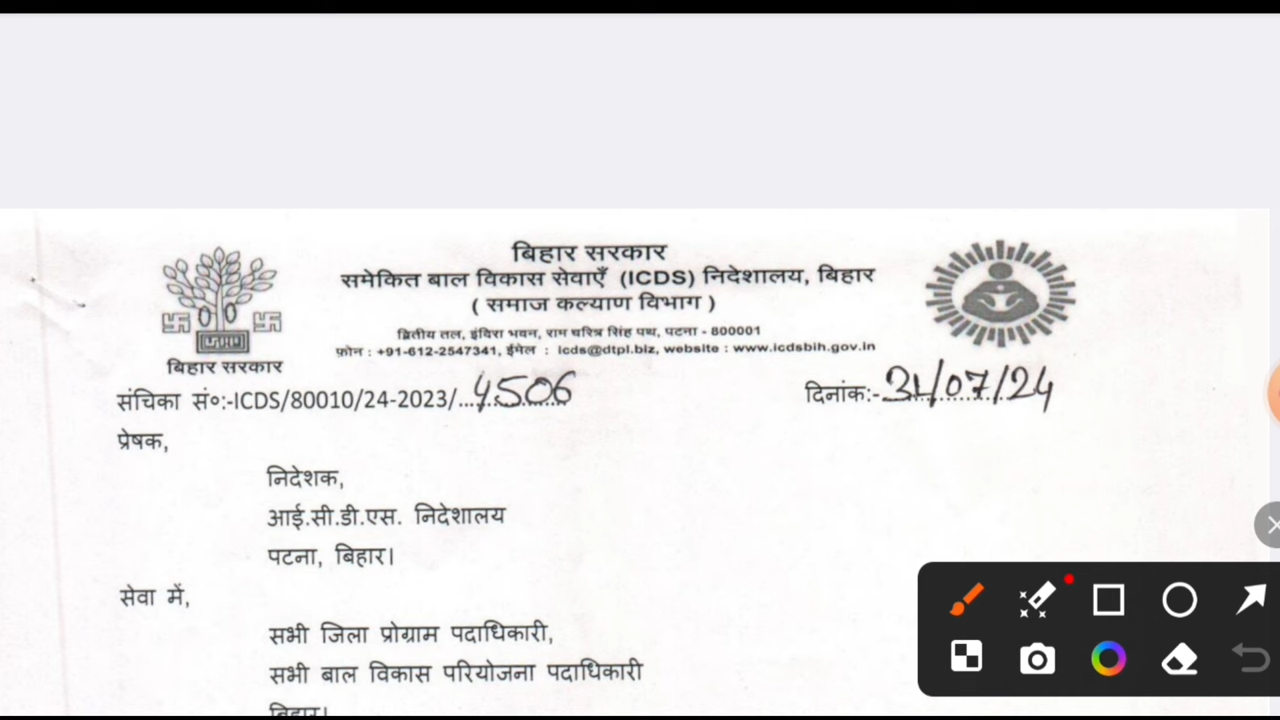 बिहार सरकार
समेकित बाल विकास सेवाएँ (ICDS) निदेशालय, बिहार
( समाज कल्याण विभाग )
द्वितीय तल, इंदिरा भवन, राम चरित्र सिंह पथ, पटना - 800001
फ़ोन : +91-612-2547341, ईमेल : icds@dtpl.biz, website : www.icdsbih.gov.in
बिहार सरकार
संचिका सं०:-ICDS/80010/24-2023/...4506
दिनांक:-31/07/24
प्रेषक,
निदेशक,
आई.सी.डी.एस. निदेशालय
पटना, बिहार।
सेवा में,
सभी जिला प्रोग्राम पदाधिकारी,
सभी बाल विकास परियोजना पदाधिकारी
बिहार।